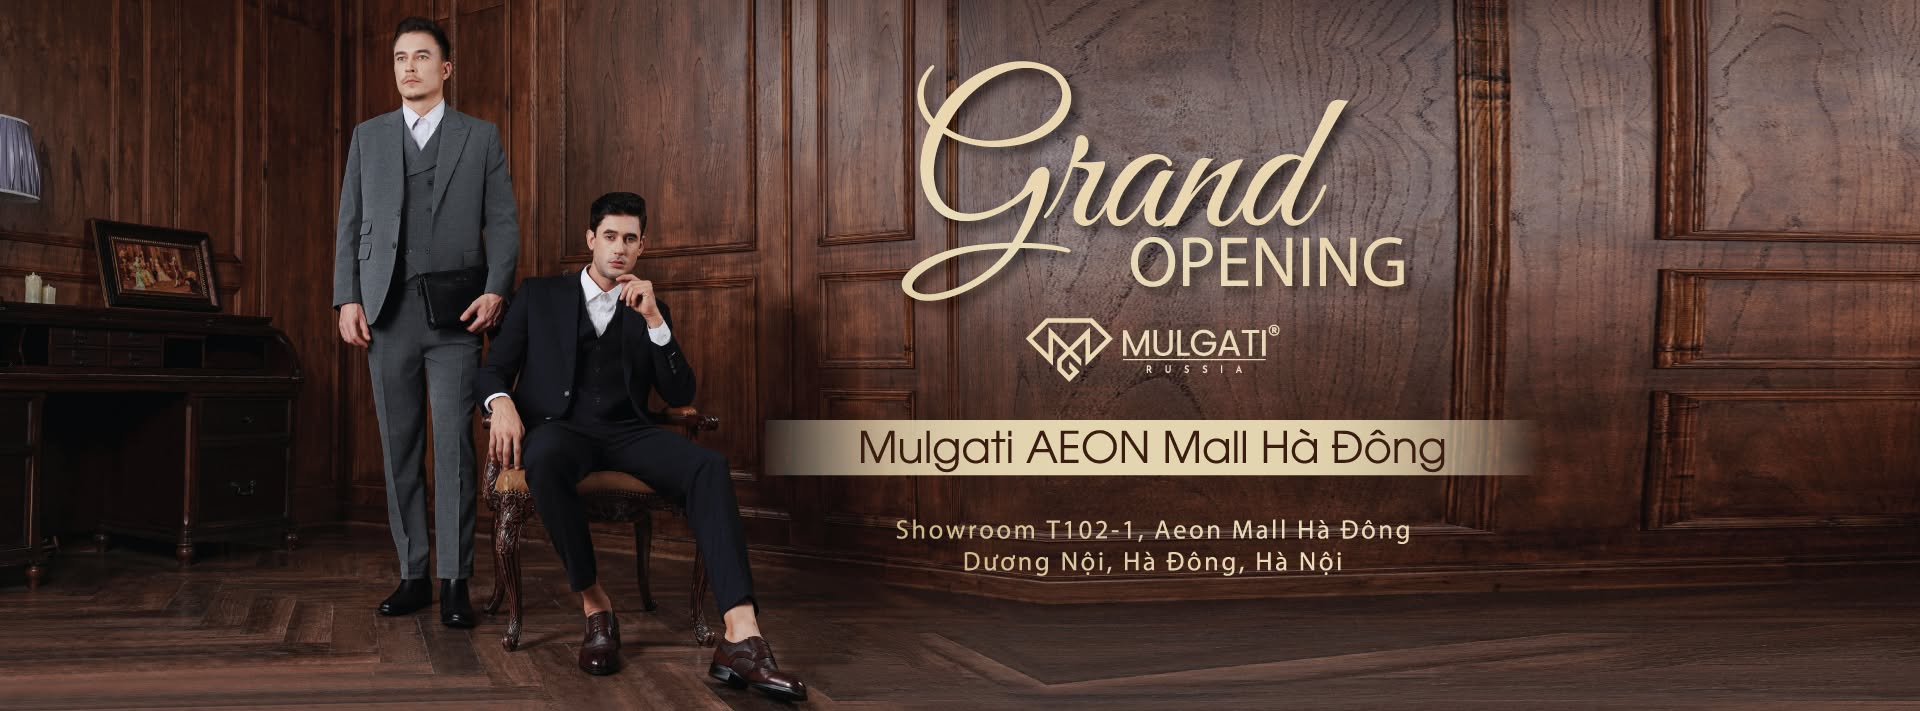 Grand
OPENING
MULGATI®
RUSSIA
Mulgati AEON Mall Hà Đông
Showroom T102-1, Aeon Mall Hà Đông
Dương Nội, Hà Đông, Hà Nội